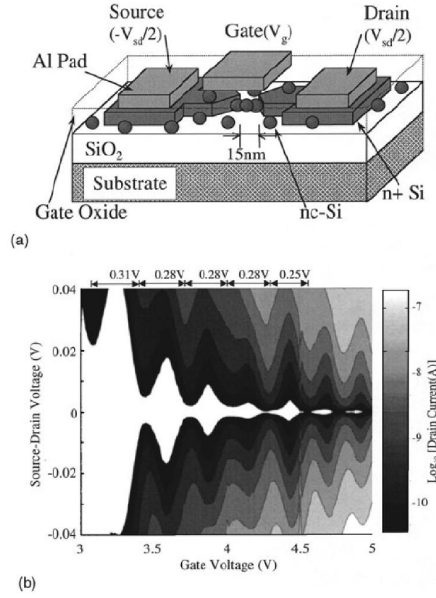 Source
(-V_sd/2)
Gate(V_g)
Drain
(V_sd/2)
Al Pad
SiO2
15nm
Substrate
Gate Oxide
nc-Si
n+ Si
(a)
0.31V 0.28V 0.28V 0.28V 0.25V
0.04
0.02
0
-0.02
-0.04
Source-Drain Voltage (V)
3 3.5 4 4.5 5
Gate Voltage (V)
-7
-8
-9
-10
Log10 [Drain Current(A)]
(b)